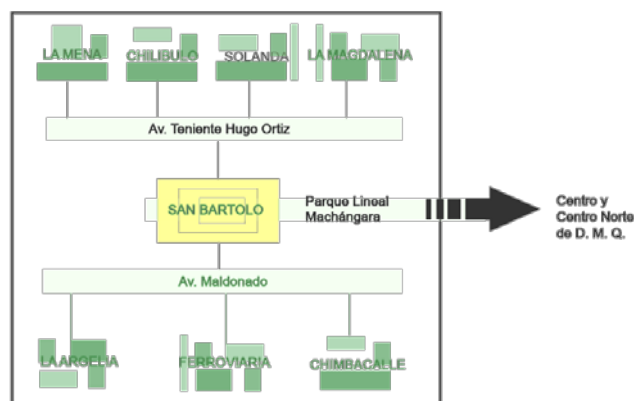 LA MENA
CHILIBULO
SOLANDA
LA MAGDALENA
Av. Teniente Hugo Ortiz
SAN BARTOLO
Parque Lineal
Machángara
Centro y
Centro Norte
de D. M. Q.
Av. Maldonado
LA ARGELIA
FERROVIARIA
CHIMBACALLE